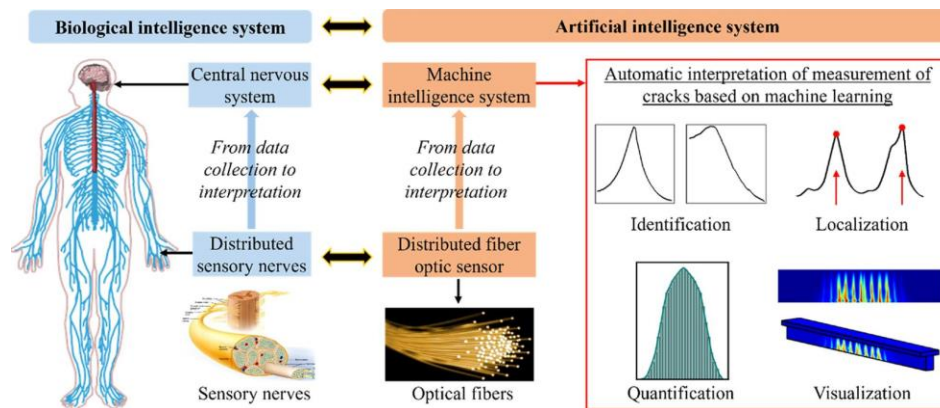 Biological intelligence system
Artificial intelligence system
Central nervous
system
Machine
intelligence system
From data
collection to
interpretation
From data
collection to
interpretation
Distributed
sensory nerves
Distributed fiber
optic sensor
Sensory nerves
Optical fibers
Automatic interpretation of measurement of
cracks based on machine learning
Identification
Localization
Quantification
Visualization